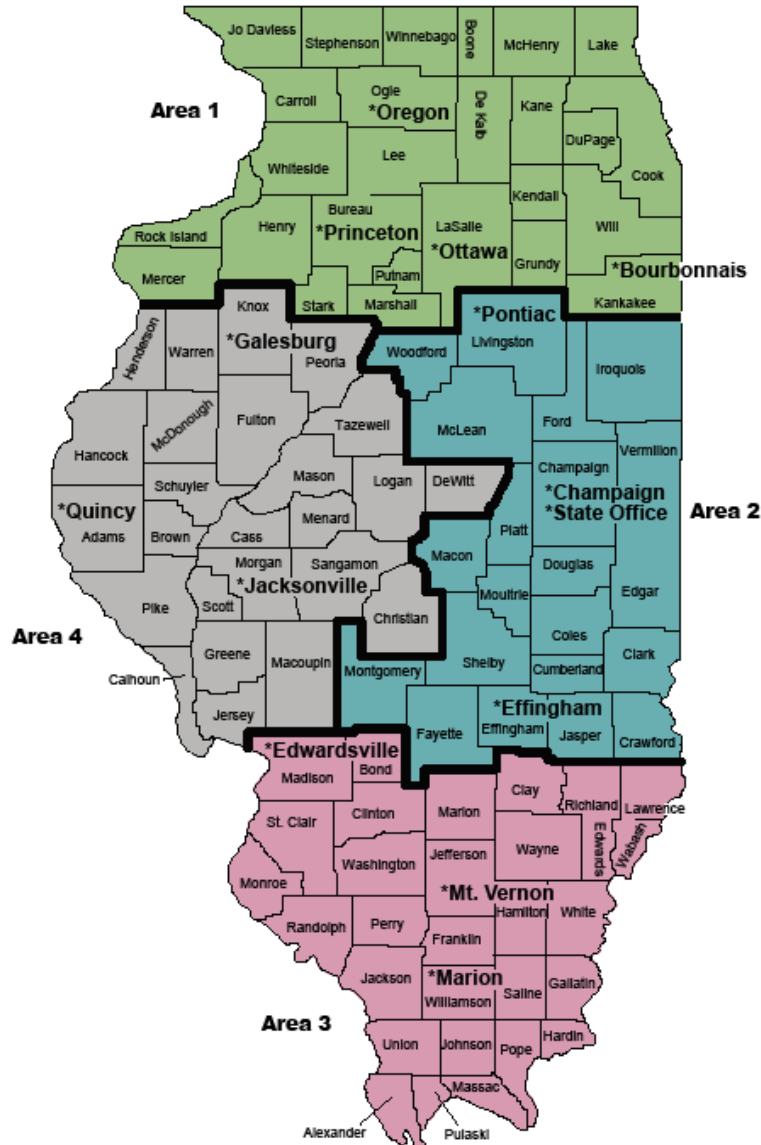 Jo Daviess
Stephenson
Winnebago
Boone
McHenry
Lake
Area 1
Carroll
Ogle
*Oregon
De Kalb
Kane
DuPage
Cook
Whiteside
Lee
Kendall
Will
Rock Island
Henry
Bureau
*Princeton
LaSalle
*Ottawa
Grundy
*Bourbonnais
Mercer
Putnam
Stark
Marshall
Kankakee
Knox
*Galesburg
Henderson
Warren
Peoria
*Pontiac
Livingston
Woodford
Iroquois
Hancock
McDonough
Fulton
Tazewell
McLean
Ford
Vermilion
Mason
Logan
DeWitt
Champaign
*Champaign
*State Office
Area 2
Schuyler
*Quincy
Adams
Brown
Cass
Menard
Macon
Piatt
Douglas
Morgan
Sangamon
*Jacksonville
Moultrie
Edgar
Pike
Scott
Christian
Coles
Area 4
Greene
Macoupin
Montgomery
Shelby
Cumberland
Clark
Calhoun
Jersey
Fayette
*Effingham
Effingham
Jasper
Crawford
*Edwardsville
Madison
Bond
Clay
Richland
Lawrence
St. Clair
Clinton
Marion
Wayne
Edwards
Wabash
Washington
Jefferson
Monroe
*Mt. Vernon
Hamilton
White
Randolph
Perry
Franklin
Jackson
*Marion
Williamson
Saline
Gallatin
Area 3
Union
Johnson
Pope
Hardin
Massac
Alexander
Pulaski